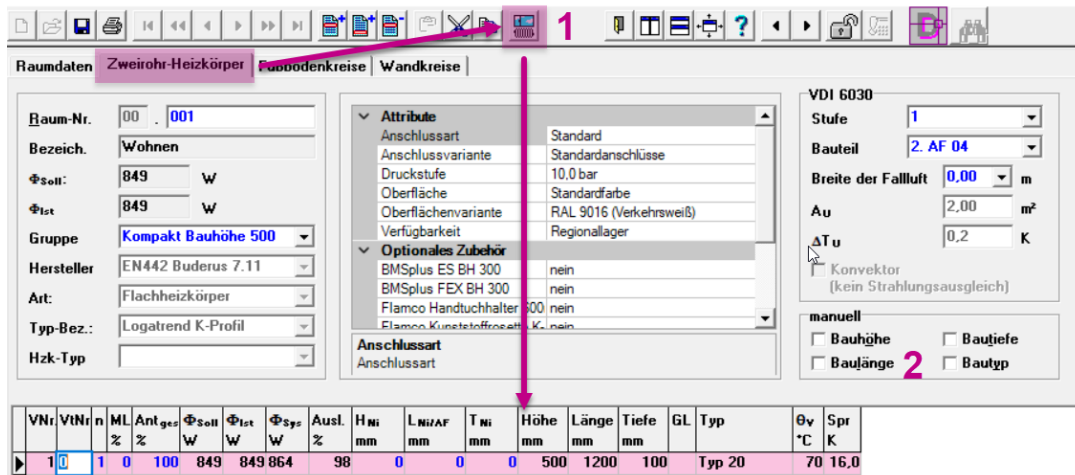 1
Raumdaten Zweirohr-Heizkörper Fußbodenkreise Wandkreise
Raum-Nr. 00 . 001
Bezeich. Wohnen
ΦSoll: 849 W
ΦIst 849 W
Gruppe Kompakt Bauhöhe 500
Hersteller EN442 Buderus 7.11
Art: Flachheizkörper
Typ-Bez.: Logatrend K-Profil
Hzk-Typ
Attribute
Anschlussart Standard
Anschlussvariante Standardanschlüsse
Druckstufe 10,0 bar
Oberfläche Standardfarbe
Oberflächenvariante RAL 9016 (Verkehrsweiß)
Verfügbarkeit Regionallager
Optionales Zubehör
BMSplus ES BH 300 nein
BMSplus FEX BH 300 nein
Flamco Handtuchhalter 600 nein
Flamco Kunststoffrosette K- nein
Anschlussart
Anschlussart
VDI 6030
Stufe 1
Bauteil 2. AF 04
Breite der Fallluft 0,00 m
AU 2,00 m²
ΔTU 0,2 K
Konvektor
(kein Strahlungsausgleich)
manuell
Bauhöhe Bautiefe
Baulänge 2 Bautyp
VNr. VtNr n ML Antges ΦSoll ΦIst ΦSys Ausl. HNi LNi/AF TNi Höhe Länge Tiefe GL Typ θV Spr
% % W W W % mm mm mm mm mm mm °C K
1 0 1 0 100 849 849 864 98 0 0 0 500 1200 100 Typ 20 70 16,0